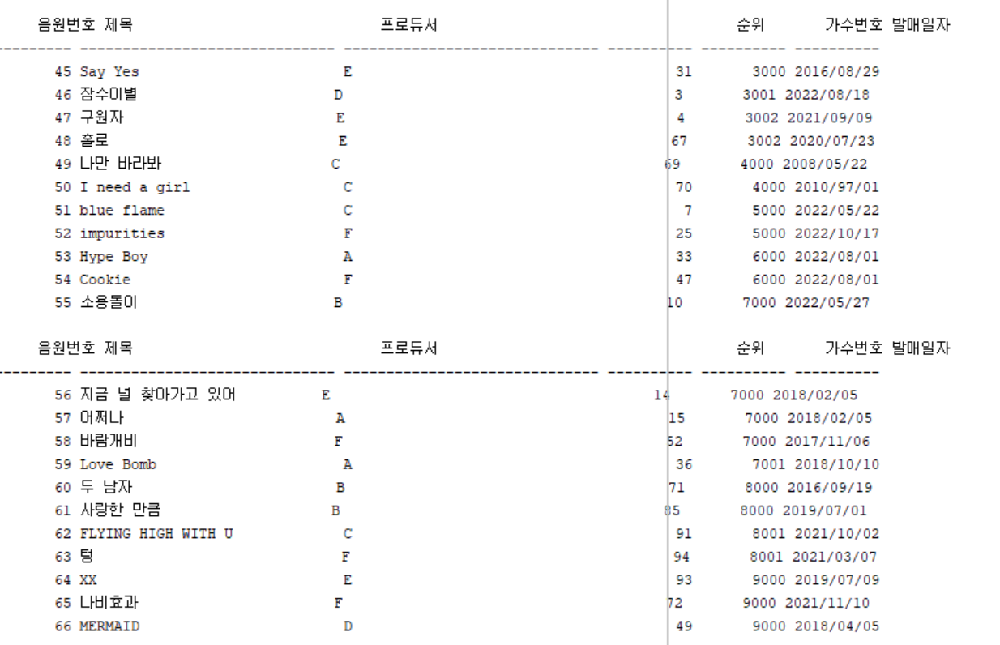 음원번호 제목 프로듀서 순위 가수번호 발매일자
---------- ------------------------------ ------------------------------ ---------- ---------- ----------
45 Say Yes E 31 3000 2016/08/29
46 잠수이별 D 3 3001 2022/08/18
47 구원자 E 4 3002 2021/09/09
48 홀로 E 67 3002 2020/07/23
49 나만 바라봐 C 69 4000 2008/05/22
50 I need a girl C 70 4000 2010/97/01
51 blue flame C 7 5000 2022/05/22
52 impurities F 25 5000 2022/10/17
53 Hype Boy A 33 6000 2022/08/01
54 Cookie F 47 6000 2022/08/01
55 소용돌이 B 10 7000 2022/05/27
음원번호 제목 프로듀서 순위 가수번호 발매일자
---------- ------------------------------ ------------------------------ ---------- ---------- ----------
56 지금 널 찾아가고 있어 E 14 7000 2018/02/05
57 어쩌나 A 15 7000 2018/02/05
58 바람개비 F 52 7000 2017/11/06
59 Love Bomb A 36 7001 2018/10/10
60 두 남자 B 71 8000 2016/09/19
61 사랑한 만큼 B 85 8000 2019/07/01
62 FLYING HIGH WITH U C 91 8001 2021/10/02
63 텅 F 94 8001 2021/03/07
64 XX E 93 9000 2019/07/09
65 나비효과 F 72 9000 2021/11/10
66 MERMAID D 49 9000 2018/04/05